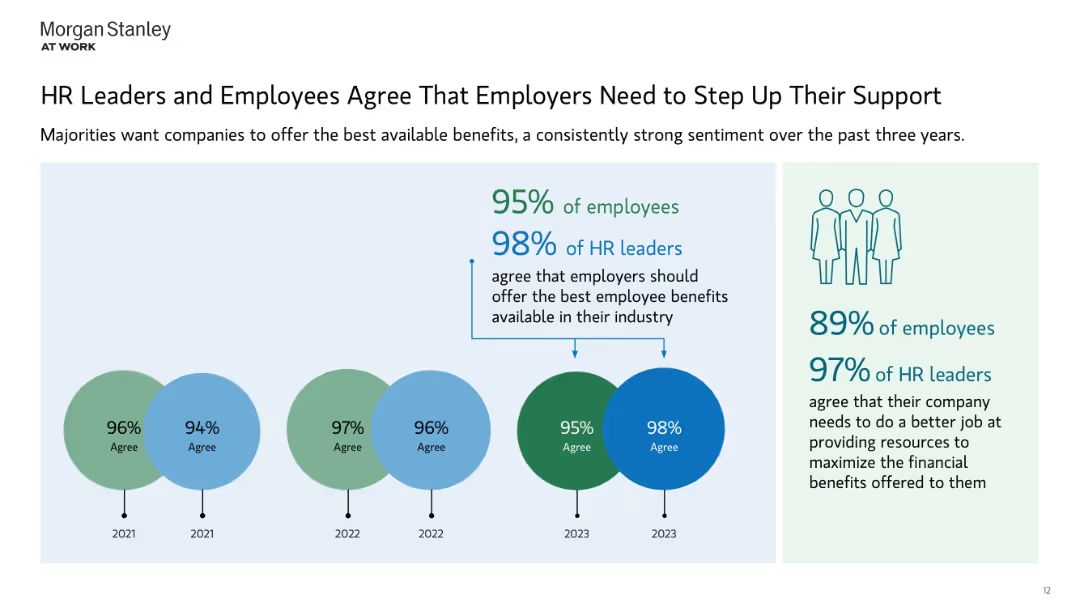 Morgan Stanley
AT WORK
HR Leaders and Employees Agree That Employers Need to Step Up Their Support
Majorities want companies to offer the best available benefits, a consistently strong sentiment over the past three years.
95% of employees
98% of HR leaders
agree that employers should
offer the best employee benefits
available in their industry
96%
Agree
94%
Agree
97%
Agree
96%
Agree
95%
Agree
98%
Agree
2021
2021
2022
2022
2023
2023
89% of employees
97% of HR leaders
agree that their company
needs to do a better job at
providing resources to
maximize the financial
benefits offered to them
12